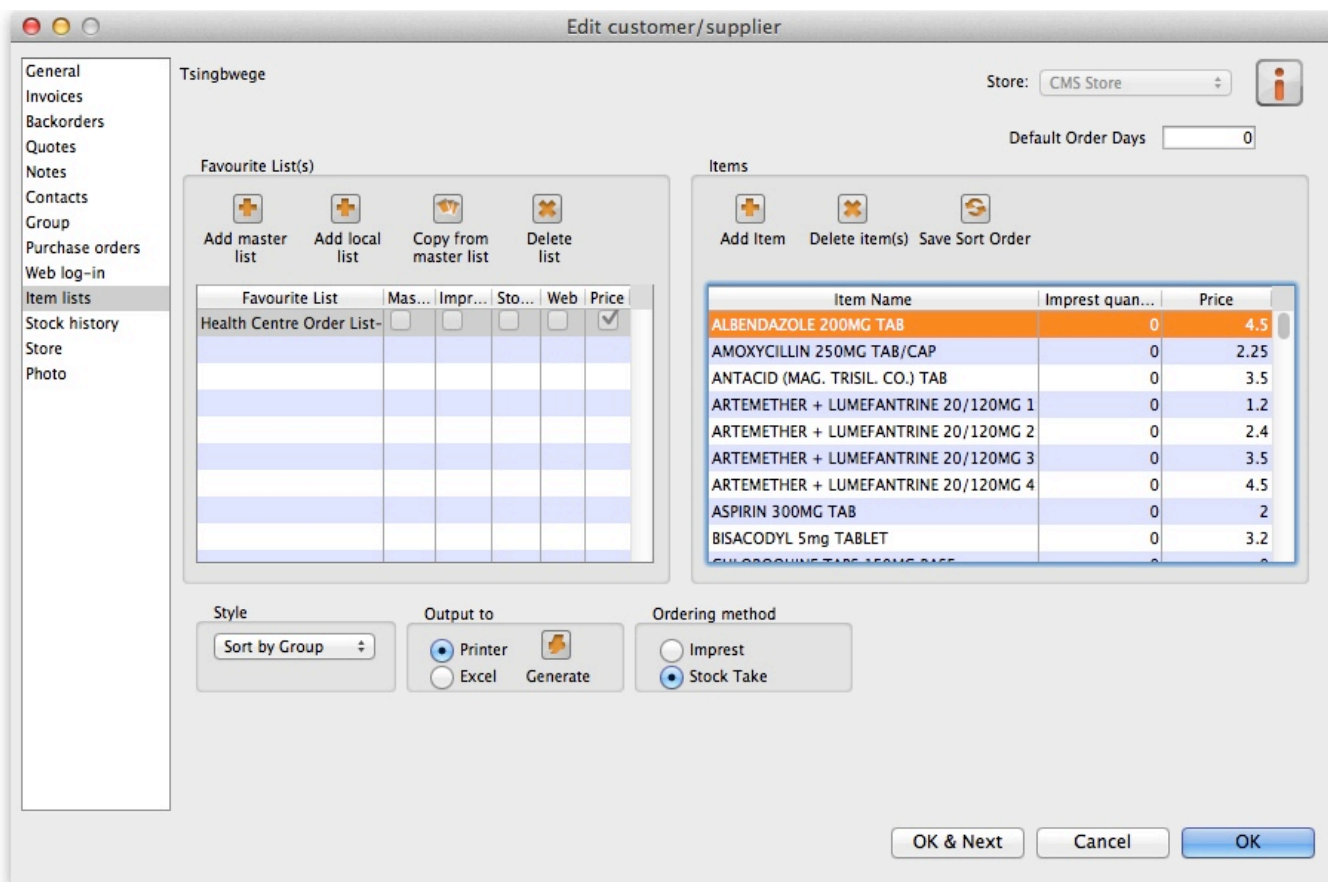 Edit customer/supplier
General
Invoices
Backorders
Quotes
Notes
Contacts
Group
Purchase orders
Web log-in
Item lists
Stock history
Store
Photo
Tsingbwege
Store: CMS Store
Default Order Days 0
Favourite List(s)
Add master list
Add local list
Copy from master list
Delete list
Favourite List Mas... Impr... Sto... Web Price
Health Centre Order List-
Items
Add Item Delete item(s) Save Sort Order
Item Name Imprest quan... Price
ALBENDAZOLE 200MG TAB 0 4.5
AMOXYCILLIN 250MG TAB/CAP 0 2.25
ANTACID (MAG. TRISIL. CO.) TAB 0 3.5
ARTEMETHER + LUMEFANTRINE 20/120MG 1 0 1.2
ARTEMETHER + LUMEFANTRINE 20/120MG 2 0 2.4
ARTEMETHER + LUMEFANTRINE 20/120MG 3 0 3.5
ARTEMETHER + LUMEFANTRINE 20/120MG 4 0 4.5
ASPIRIN 300MG TAB 0 2
BISACODYL 5mg TABLET 0 3.2
Style
Sort by Group
Output to
Printer
Excel
Generate
Ordering method
Imprest
Stock Take
OK & Next Cancel OK